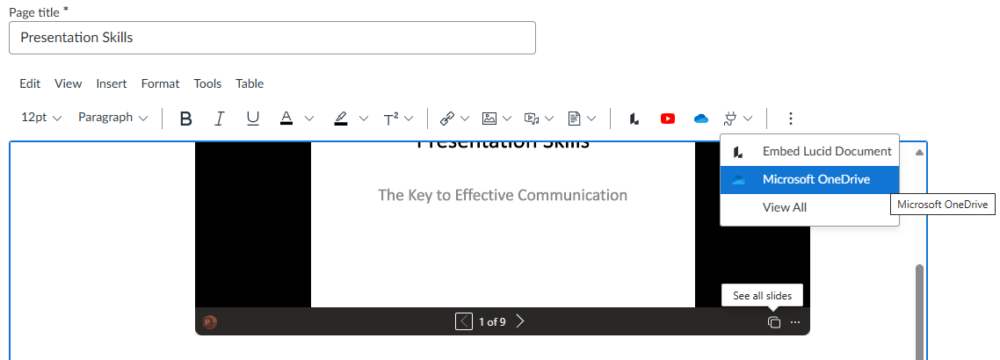 Page title *
Presentation Skills
Edit View Insert Format Tools Table
12pt Paragraph B I U A T²
Presentation Skills
The Key to Effective Communication
Embed Lucid Document
Microsoft OneDrive
View All
Microsoft OneDrive
See all slides
P 1 of 9